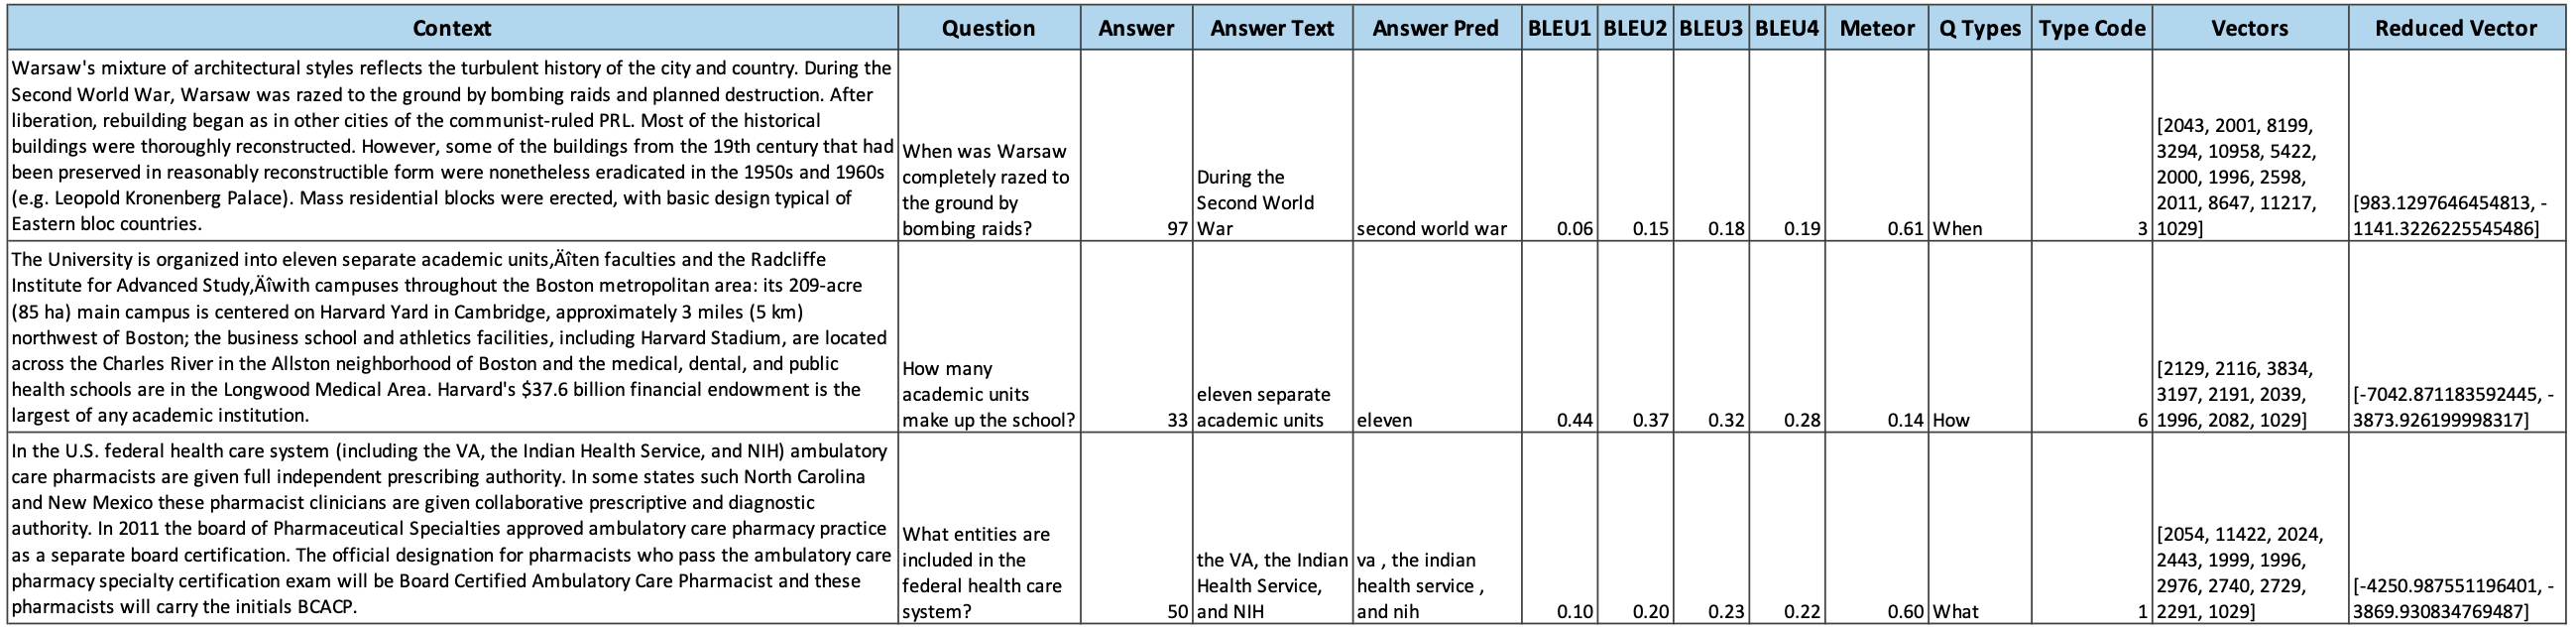 Context Question Answer Answer Text Answer Pred BLEU1 BLEU2 BLEU3 BLEU4 Meteor Q Types Type Code Vectors Reduced Vector
Warsaw's mixture of architectural styles reflects the turbulent history of the city and country. During the
Second World War, Warsaw was razed to the ground by bombing raids and planned destruction. After
liberation, rebuilding began as in other cities of the communist-ruled PRL. Most of the historical
buildings were thoroughly reconstructed. However, some of the buildings from the 19th century that had
been preserved in reasonably reconstructible form were nonetheless eradicated in the 1950s and 1960s
(e.g. Leopold Kronenberg Palace). Mass residential blocks were erected, with basic design typical of
Eastern bloc countries.
When was Warsaw
completely razed to
the ground by
bombing raids?
97
During the
Second World
War
second world war
0.06
0.15
0.18
0.19
0.61
When
3
[2043, 2001, 8199,
3294, 10958, 5422,
2000, 1996, 2598,
2011, 8647, 11217,
1029]
[983.1297646454813, -
1141.3226225545486]
The University is organized into eleven separate academic units‚Äîten faculties and the Radcliffe
Institute for Advanced Study‚Äîwith campuses throughout the Boston metropolitan area: its 209-acre
(85 ha) main campus is centered on Harvard Yard in Cambridge, approximately 3 miles (5 km)
northwest of Boston; the business school and athletics facilities, including Harvard Stadium, are located
across the Charles River in the Allston neighborhood of Boston and the medical, dental, and public
health schools are in the Longwood Medical Area. Harvard's $37.6 billion financial endowment is the
largest of any academic institution.
How many
academic units
make up the school?
33
eleven separate
academic units
eleven
0.44
0.37
0.32
0.28
0.14
How
6
[2129, 2116, 3834,
3197, 2191, 2039,
1996, 2082, 1029]
[-7042.871183592445, -
3873.926199998317]
In the U.S. federal health care system (including the VA, the Indian Health Service, and NIH) ambulatory
care pharmacists are given full independent prescribing authority. In some states such North Carolina
and New Mexico these pharmacist clinicians are given collaborative prescriptive and diagnostic
authority. In 2011 the board of Pharmaceutical Specialties approved ambulatory care pharmacy practice
as a separate board certification. The official designation for pharmacists who pass the ambulatory care
pharmacy specialty certification exam will be Board Certified Ambulatory Care Pharmacist and these
pharmacists will carry the initials BCACP.
What entities are
included in the
federal health care
system?
50
the VA, the Indian
Health Service,
and NIH
va , the indian
health service ,
and nih
0.10
0.20
0.23
0.22
0.60
What
1
[2054, 11422, 2024,
2443, 1999, 1996,
2976, 2740, 2729,
2291, 1029]
[-4250.987551196401, -
3869.930834769487]